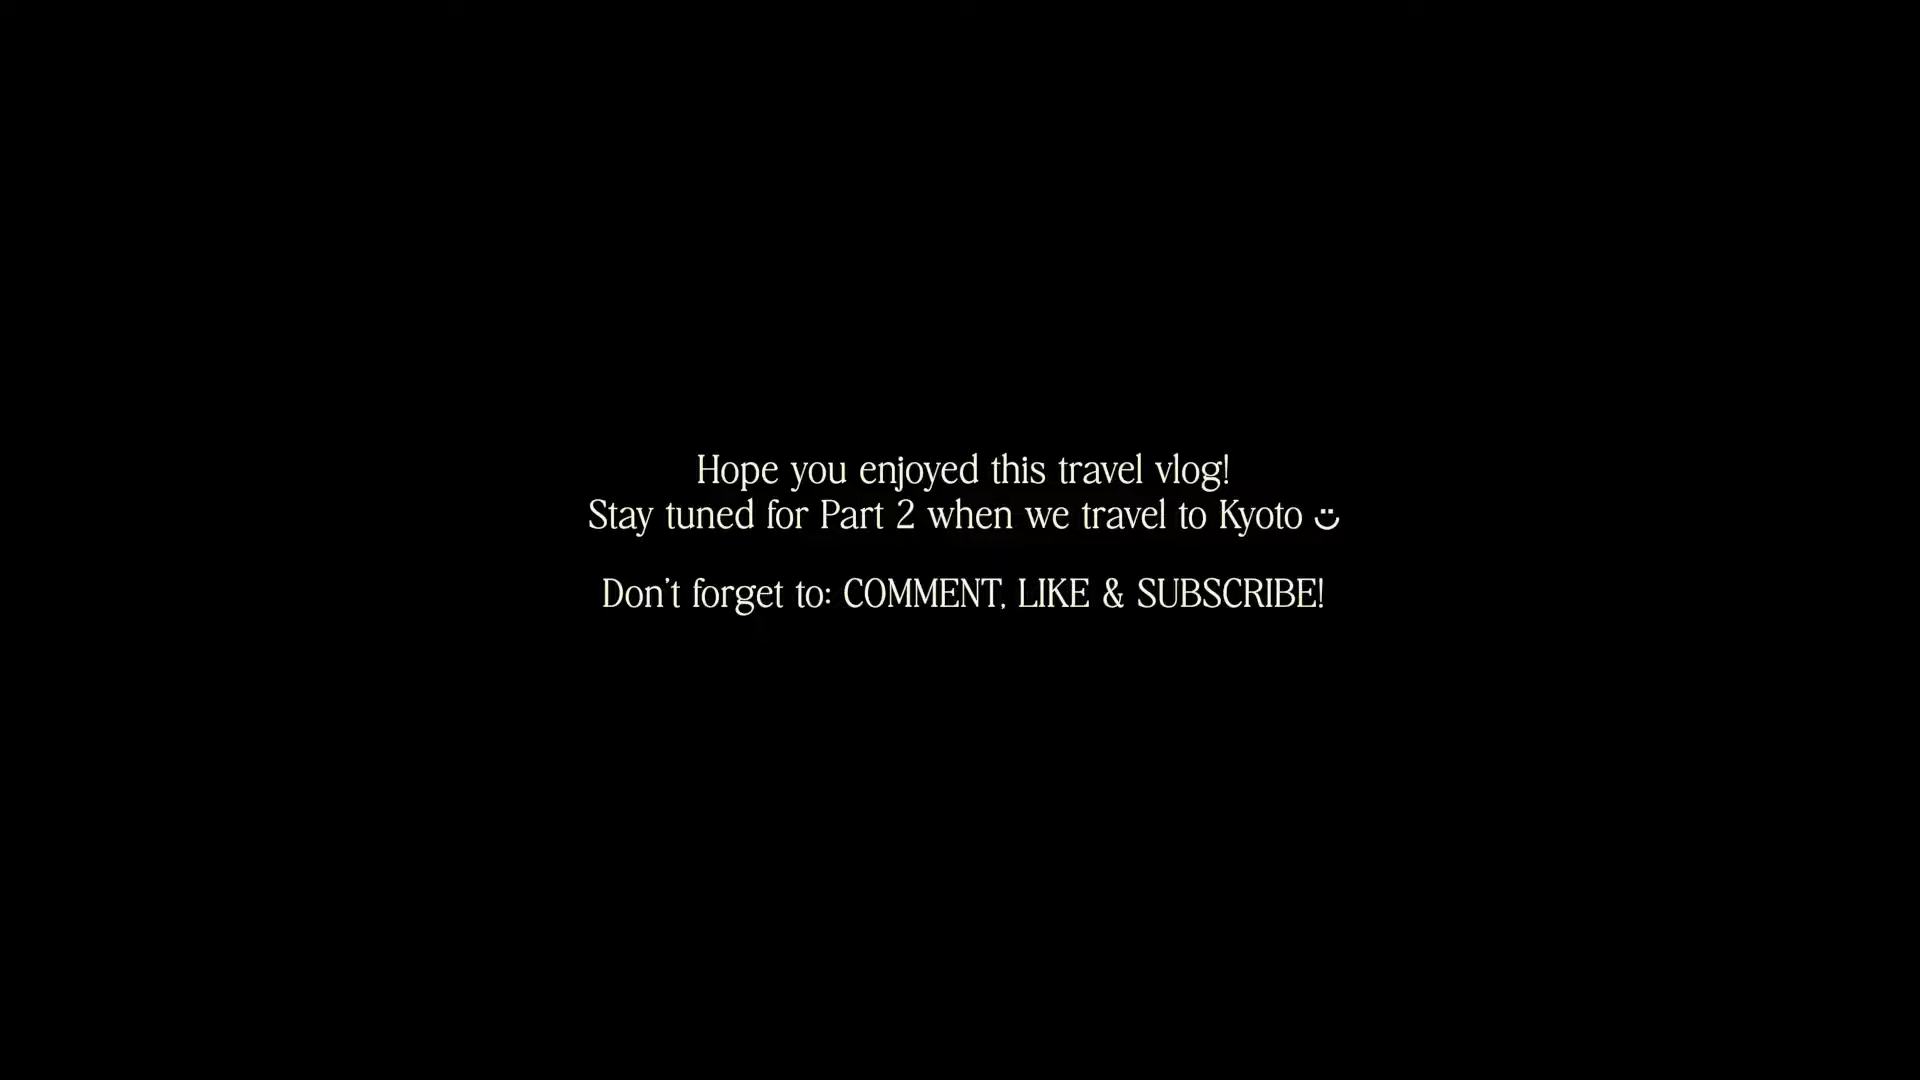 Hope you enjoyed this travel vlog!
Stay tuned for Part 2 when we travel to Kyoto ツ
Don't forget to: COMMENT, LIKE & SUBSCRIBE!